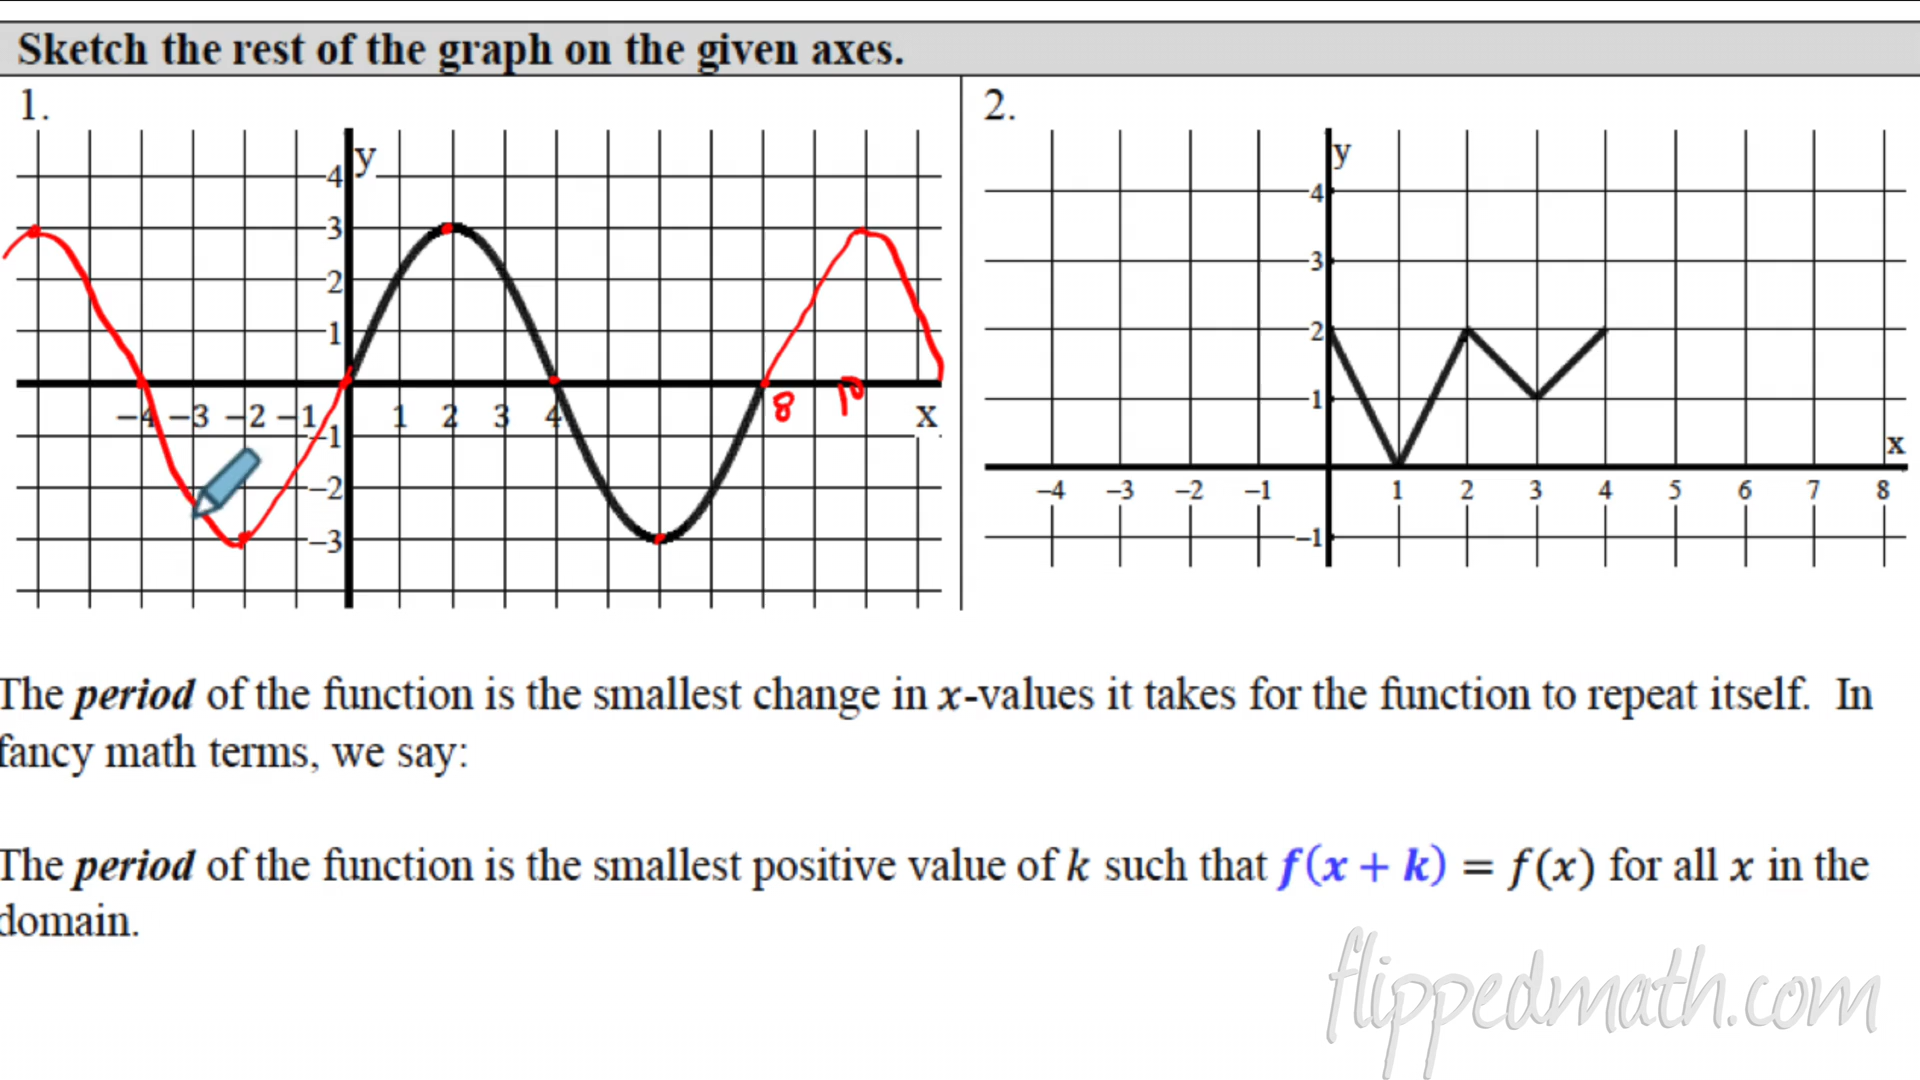 Sketch the rest of the graph on the given axes.
1.
y
4
3
2
1
−4 −3 −2 −1 1 2 3 4 8 10 x
−1
−2
−3
2.
y
4
3
2
1
x
−4 −3 −2 −1 1 2 3 4 5 6 7 8
−1
The period of the function is the smallest change in x-values it takes for the function to repeat itself. In
fancy math terms, we say:
The period of the function is the smallest positive value of k such that f(x + k) = f(x) for all x in the
domain.
flippedmath.com